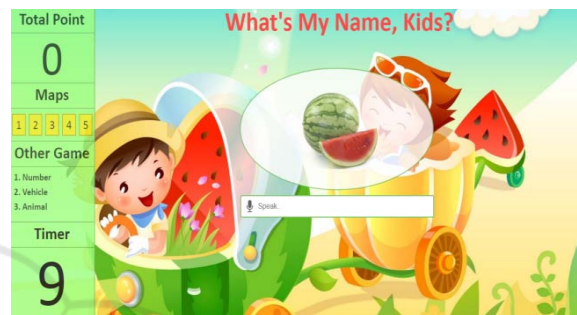 Total Point
0
Maps
1 2 3 4 5
Other Game
1. Number
2. Vehicle
3. Animal
Timer
9
What's My Name, Kids?
Speak.